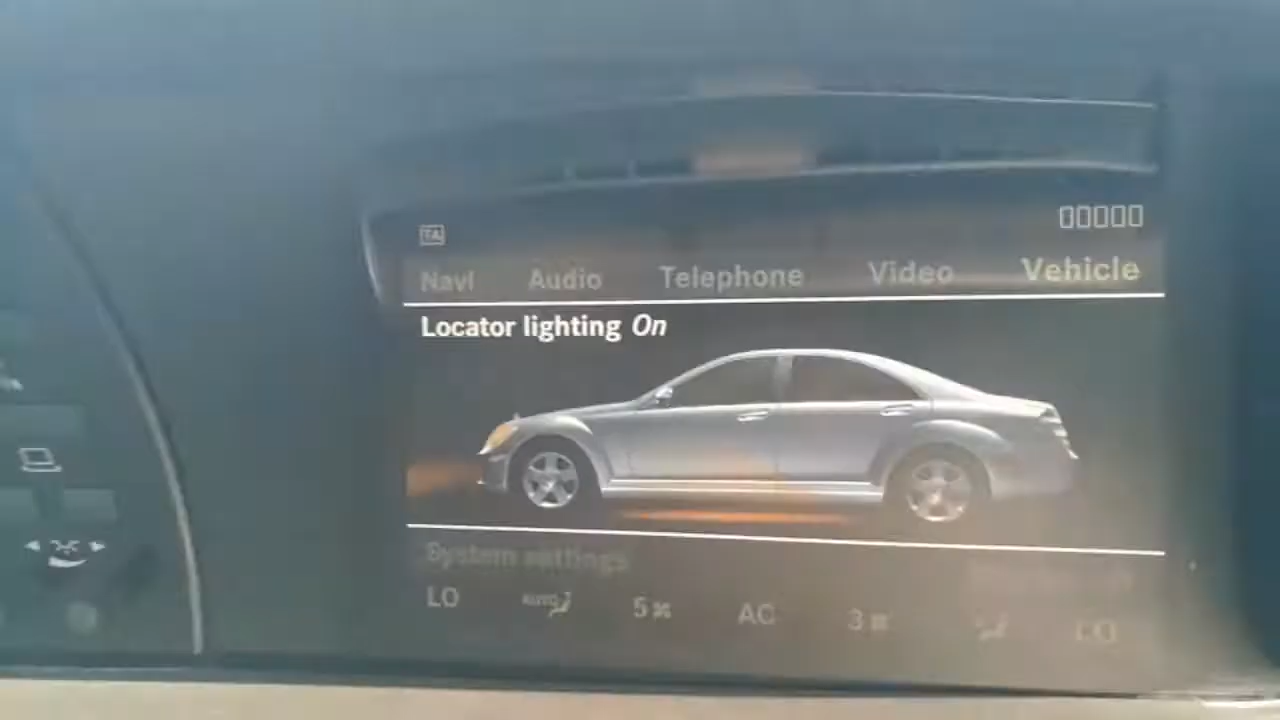 TA
Navi Audio Telephone Video Vehicle
Locator lighting On
System settings
LO AUTO 5 AC 3 LO